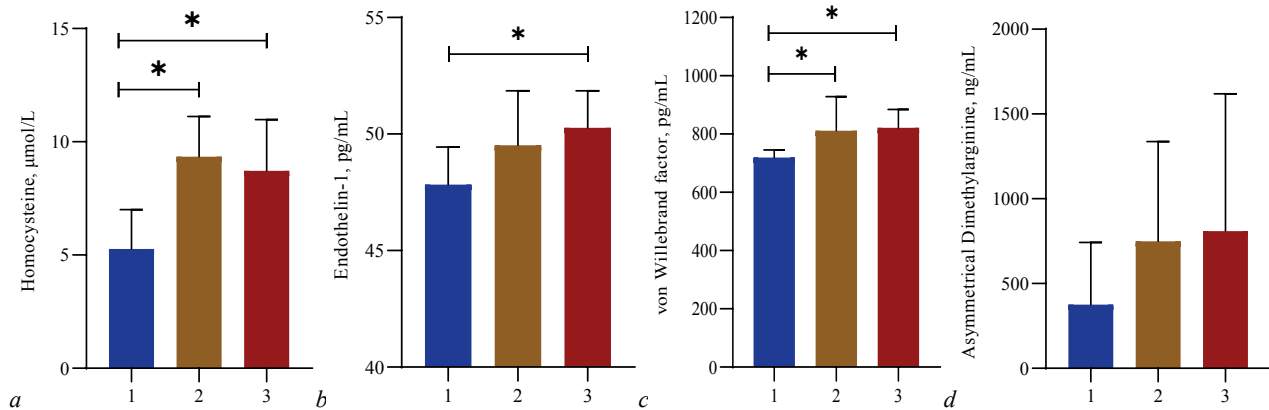 Homocysteine, μmol/L
15
10
5
0
*
*
1 2 3
a
Endothelin-1, pg/mL
55
50
45
40
*
1 2 3
b
von Willebrand factor, pg/mL
1200
1000
800
600
400
200
0
*
*
1 2 3
c
Asymmetrical Dimethylarginine, ng/mL
2000
1500
1000
500
0
1 2 3
d